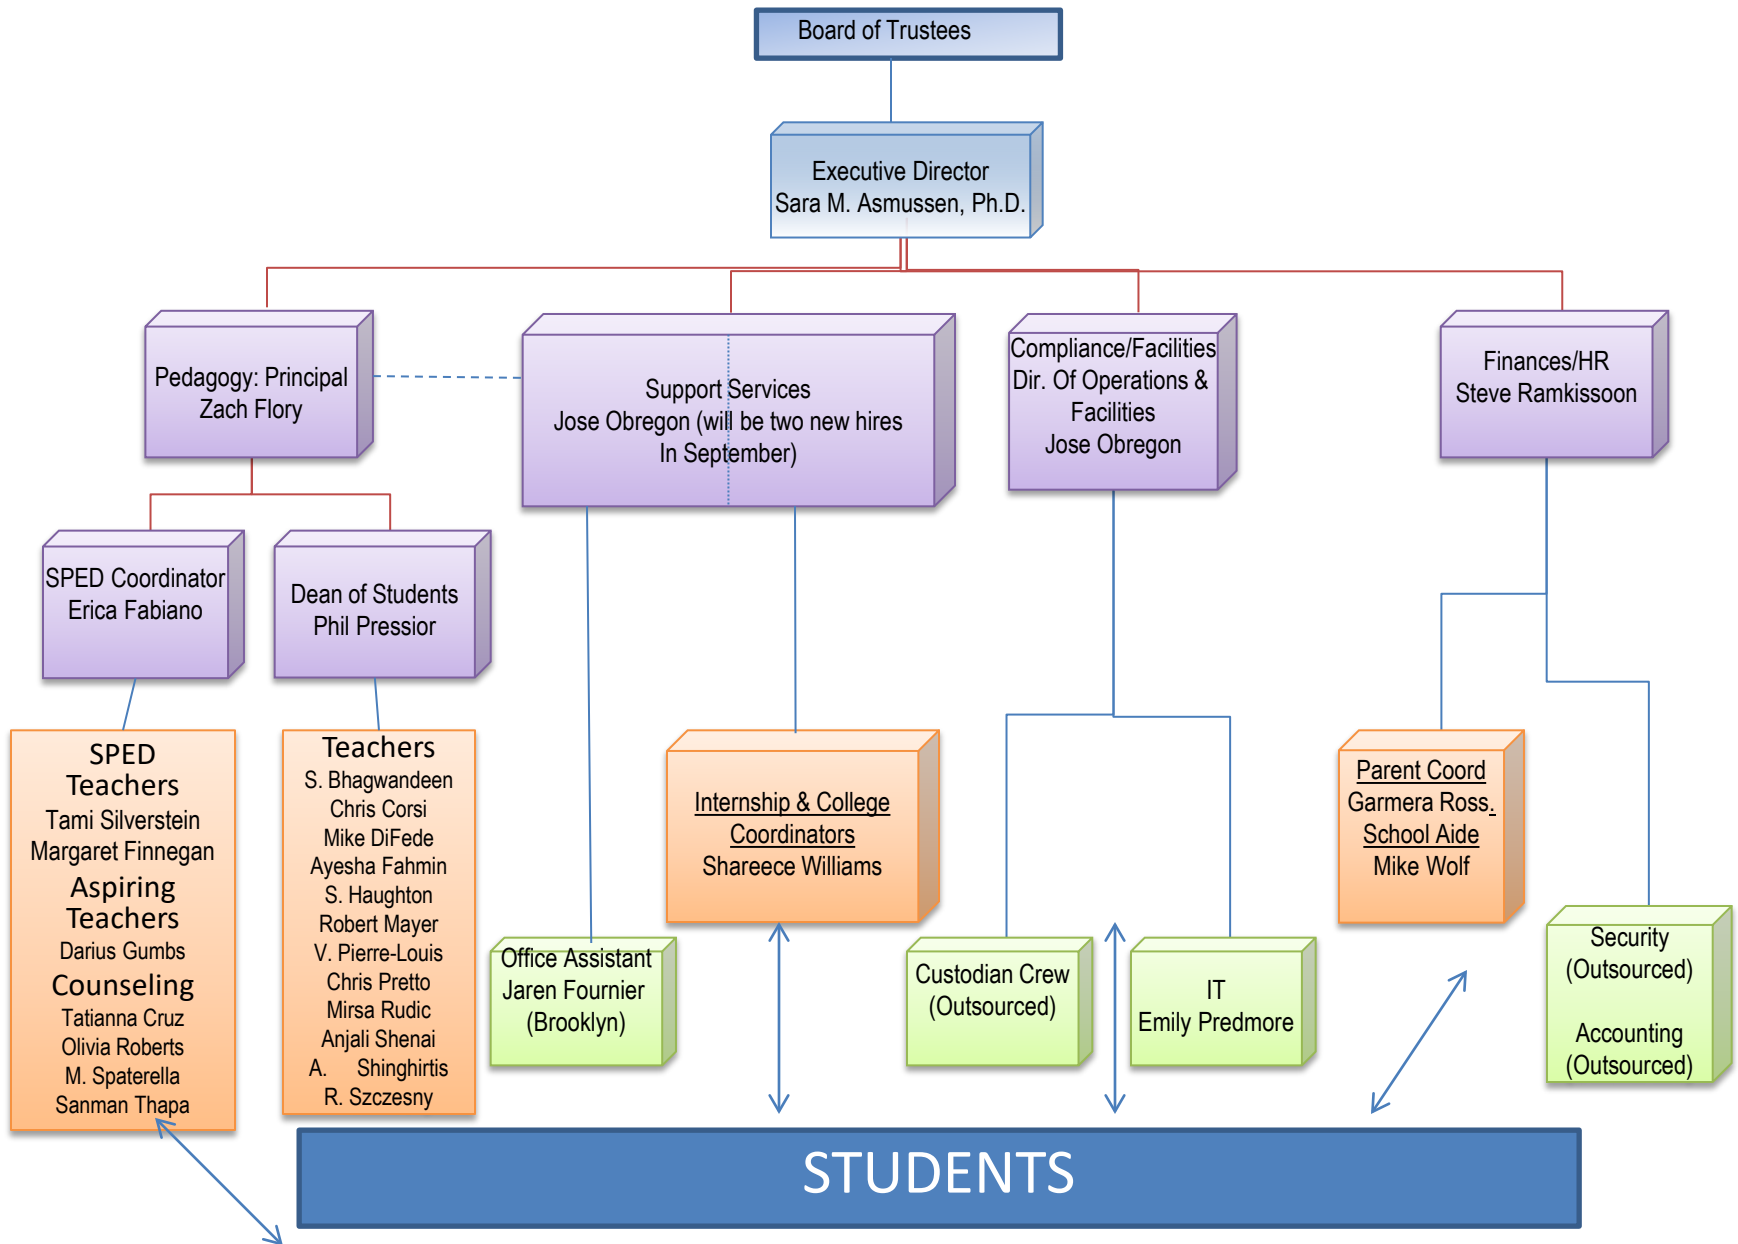 Board of Trustees
Executive Director
Sara M. Asmussen, Ph.D.
Pedagogy: Principal
Zach Flory
Support Services
Jose Obregon (will be two new hires
In September)
Compliance/Facilities
Dir. Of Operations &
Facilities
Jose Obregon
Finances/HR
Steve Ramkissoon
SPED Coordinator
Erica Fabiano
Dean of Students
Phil Pressior
SPED
Teachers
Tami Silverstein
Margaret Finnegan
Aspiring
Teachers
Darius Gumbs
Counseling
Tatianna Cruz
Olivia Roberts
M. Spaterella
Sanman Thapa
Teachers
S. Bhagwandeen
Chris Corsi
Mike DiFede
Ayesha Fahmin
S. Haughton
Robert Mayer
V. Pierre-Louis
Chris Pretto
Mirsa Rudic
Anjali Shenai
A. Shinghirtis
R. Szczesny
Office Assistant
Jaren Fournier
(Brooklyn)
Internship & College
Coordinators
Shareece Williams
Custodian Crew
(Outsourced)
IT
Emily Predmore
Parent Coord
Garmera Ross.
School Aide
Mike Wolf
Security
(Outsourced)
Accounting
(Outsourced)
STUDENTS